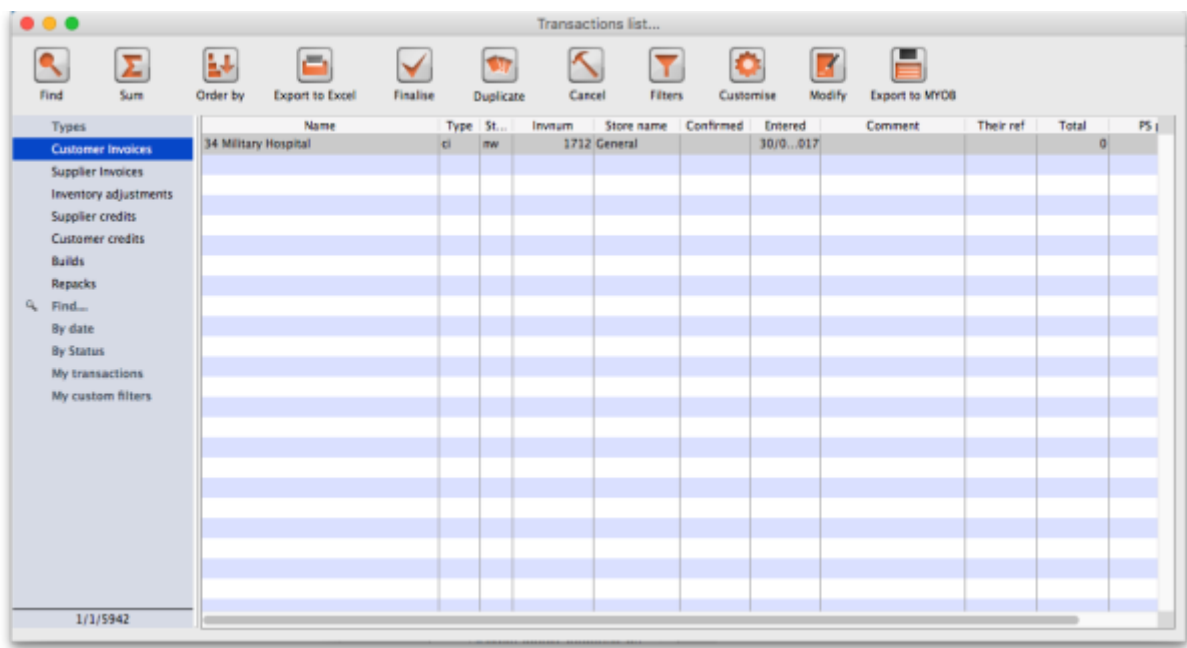 Transactions list...
Find Sum Order by Export to Excel Finalise Duplicate Cancel Filters Customise Modify Export to MYOB
Types Name Type St... Invnum Store name Confirmed Entered Comment Their ref Total PS
Customer Invoices 34 Military Hospital ci nw 1712 General 30/0...017 0
Supplier Invoices
Inventory adjustments
Supplier credits
Customer credits
Builds
Repacks
Find...
By date
By Status
My transactions
My custom filters
1/1/5942